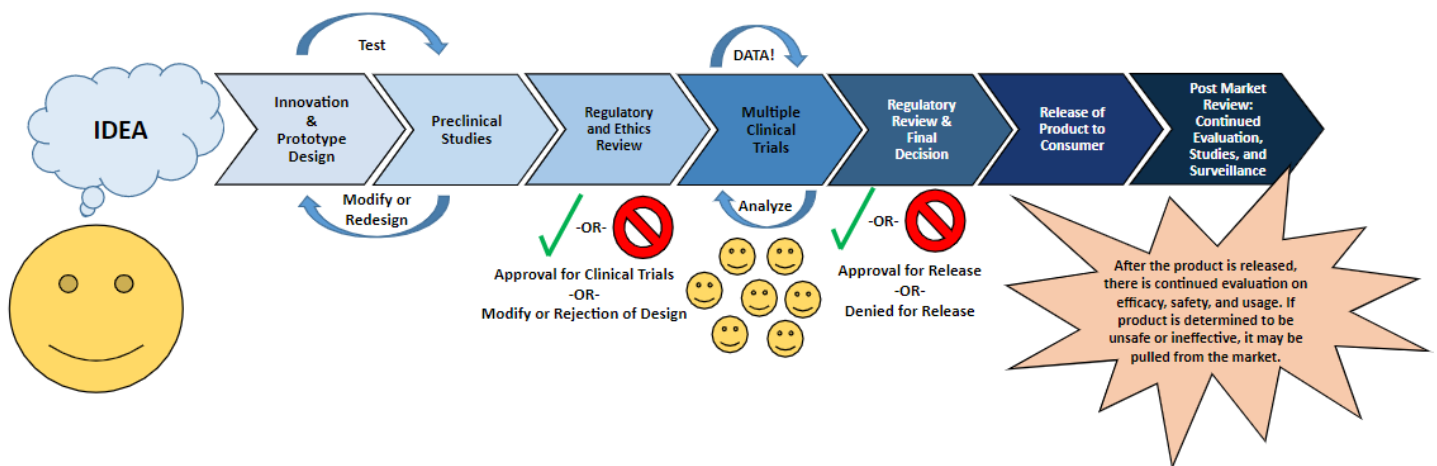 IDEA
Test
Innovation
&
Prototype
Design
Preclinical
Studies
Modify or
Redesign
Regulatory
and Ethics
Review
-OR-
Approval for Clinical Trials
-OR-
Modify or Rejection of Design
DATA!
Multiple
Clinical
Trials
Analyze
Regulatory
Review &
Final
Decision
-OR-
Approval for Release
-OR-
Denied for Release
Release of
Product to
Consumer
Post Market
Review:
Continued
Evaluation,
Studies, and
Surveillance
After the product is released,
there is continued evaluation on
efficacy, safety, and usage. If
product is determined to be
unsafe or ineffective, it may be
pulled from the market.